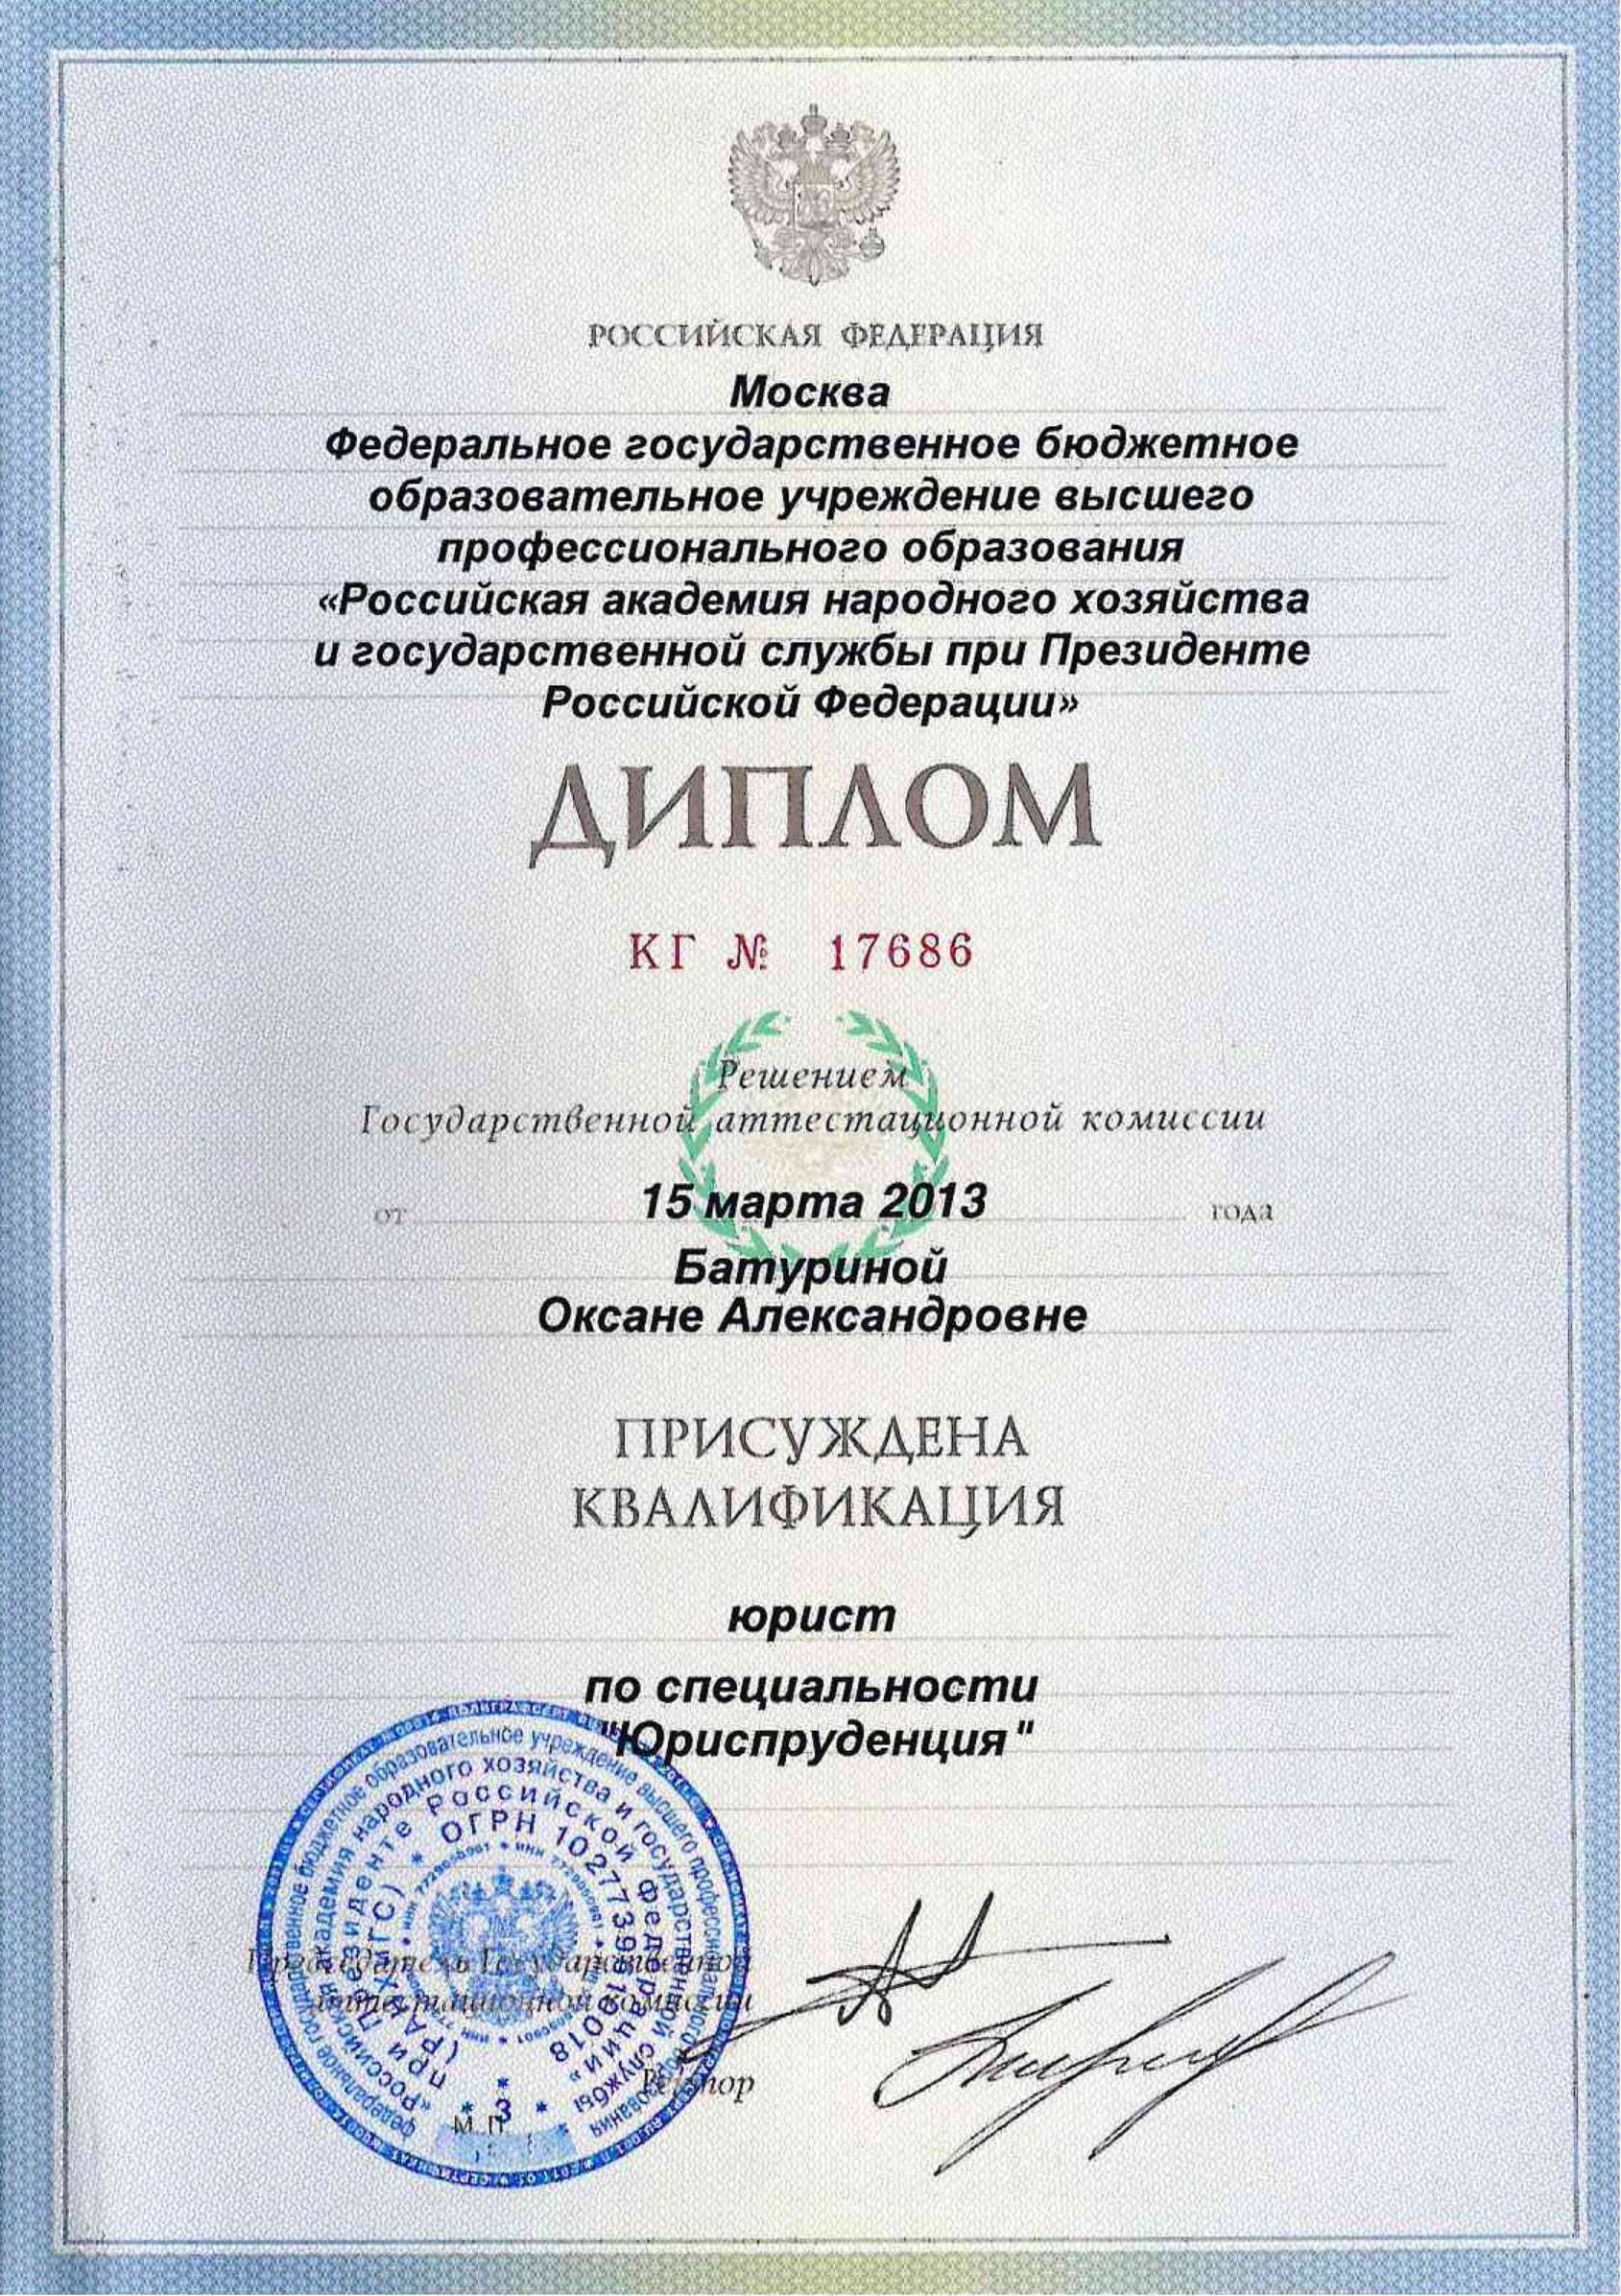 РОССИЙСКАЯ ФЕДЕРАЦИЯ
Москва
Федеральное государственное бюджетное
образовательное учреждение высшего
профессионального образования
«Российская академия народного хозяйства
и государственной службы при Президенте
Российской Федерации»
ДИПЛОМ
КГ № 17686
Решением
Государственной аттестационной комиссии
от 15 марта 2013 года
Батуриной
Оксане Александровне
ПРИСУЖДЕНА
КВАЛИФИКАЦИЯ
юрист
по специальности
"Юриспруденция"
Председатель Государственной
аттестационной комиссии
Ректор
М.П.
Федеральное государственное бюджетное образовательное учреждение высшего профессионального образования
«Российская академия народного хозяйства и государственной службы
при Президенте Российской Федерации»
(РАНХиГС) * ОГРН 1027739610018
* 3 *